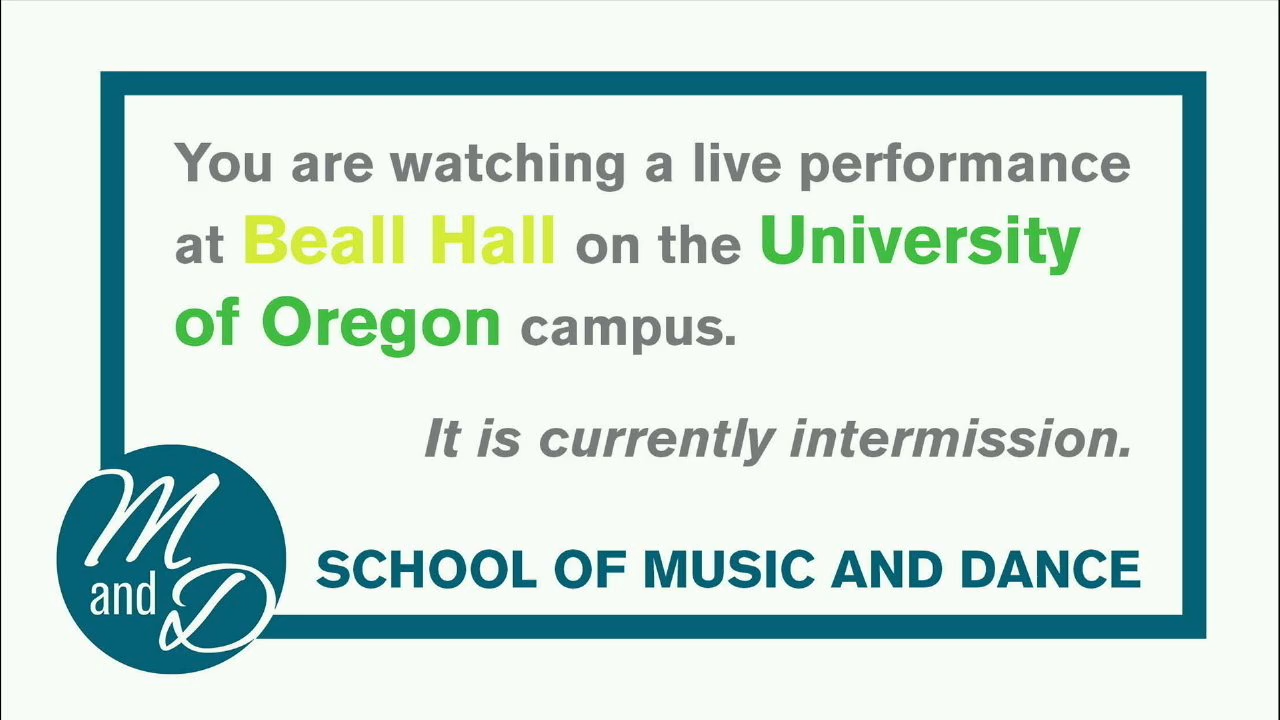 You are watching a live performance
at Beall Hall on the University
of Oregon campus.
It is currently intermission.
M
and D
SCHOOL OF MUSIC AND DANCE